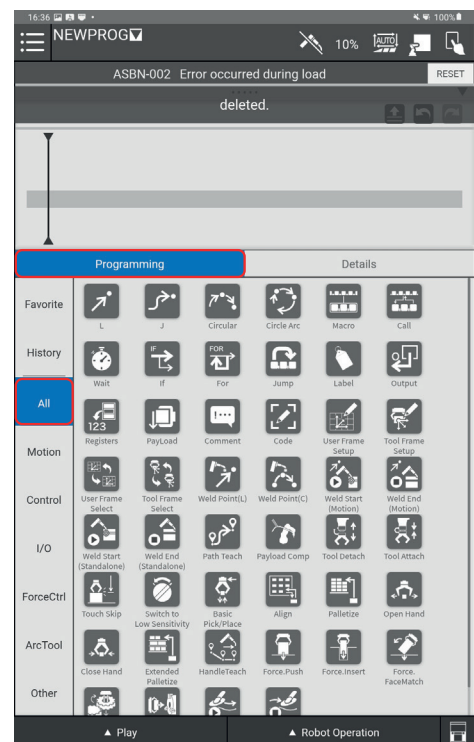 16:36
100%
NEWPROG
10%
AUTO
ASBN-002 Error occurred during load
RESET
deleted.
Programming
Details
Favorite
History
All
Motion
Control
I/O
ForceCtrl
ArcTool
Other
L
J
Circular
Circle Arc
Macro
Call
IF
FOR
Wait
If
For
Jump
Label
Output
123
Registers
PayLoad
Comment
Code
User Frame
Setup
Tool Frame
Setup
User Frame
Select
Tool Frame
Select
Weld Point(L)
Weld Point(C)
Weld Start
(Motion)
Weld End
(Motion)
Weld Start
(Standalone)
Weld End
(Standalone)
Path Teach
Payload Comp
Tool Detach
Tool Attach
Touch Skip
Switch to
Low Sensitivity
Basic
Pick/Place
Align
Palletize
Open Hand
Close Hand
Extended
Palletize
HandleTeach
Force.Push
Force.Insert
Force.
FaceMatch
Play
Robot Operation